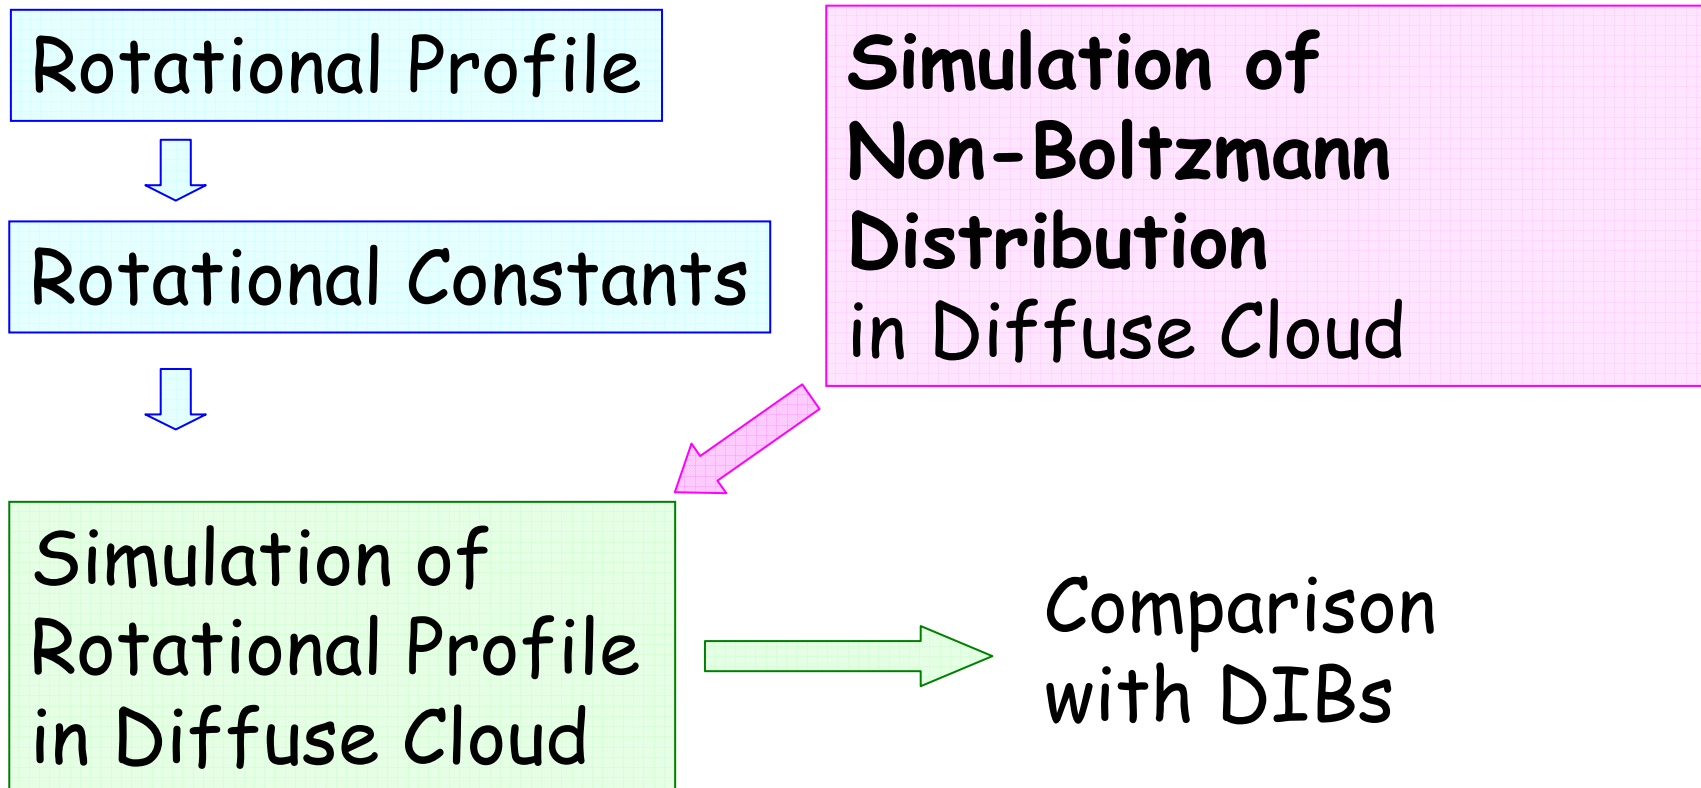 Rotational Profile
Rotational Constants
Simulation of
Non-Boltzmann
Distribution
in Diffuse Cloud
Simulation of
Rotational Profile
in Diffuse Cloud
Comparison
with DIBs